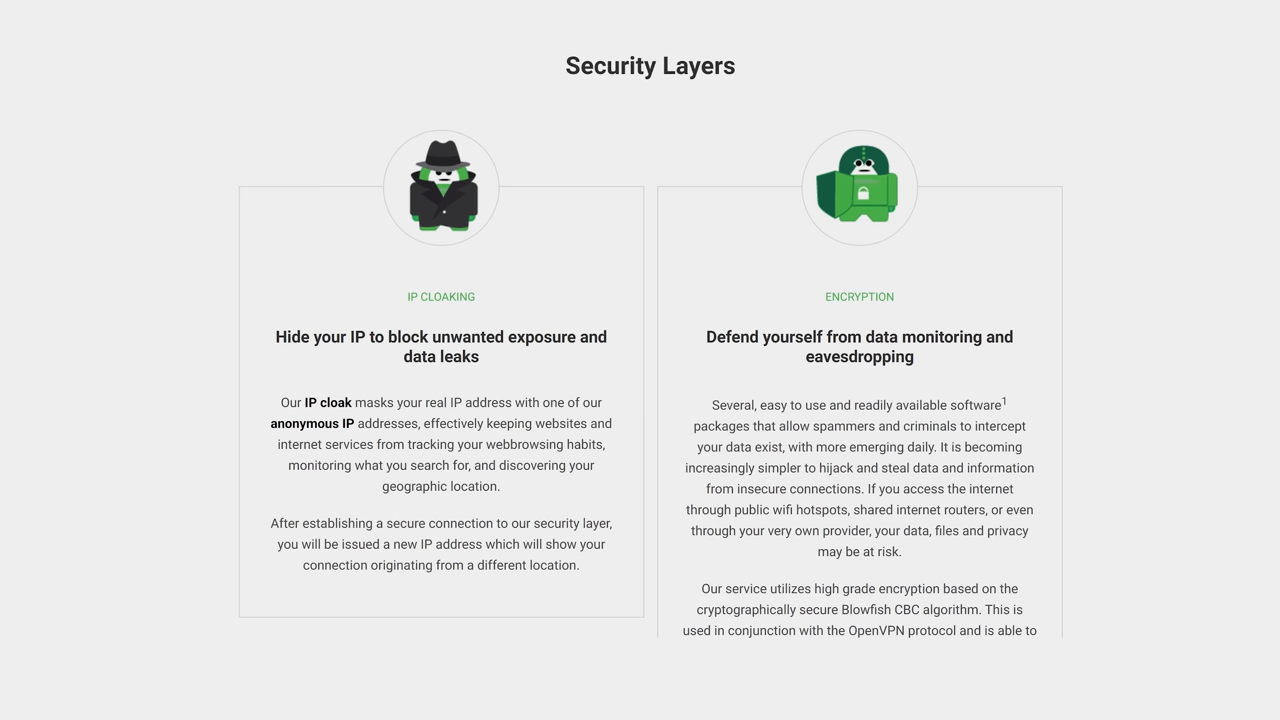 Security Layers
IP CLOAKING
Hide your IP to block unwanted exposure and
data leaks
Our IP cloak masks your real IP address with one of our
anonymous IP addresses, effectively keeping websites and
internet services from tracking your webbrowsing habits,
monitoring what you search for, and discovering your
geographic location.
After establishing a secure connection to our security layer,
you will be issued a new IP address which will show your
connection originating from a different location.
ENCRYPTION
Defend yourself from data monitoring and
eavesdropping
Several, easy to use and readily available software1
packages that allow spammers and criminals to intercept
your data exist, with more emerging daily. It is becoming
increasingly simpler to hijack and steal data and information
from insecure connections. If you access the internet
through public wifi hotspots, shared internet routers, or even
through your very own provider, your data, files and privacy
may be at risk.
Our service utilizes high grade encryption based on the
cryptographically secure Blowfish CBC algorithm. This is
used in conjunction with the OpenVPN protocol and is able to